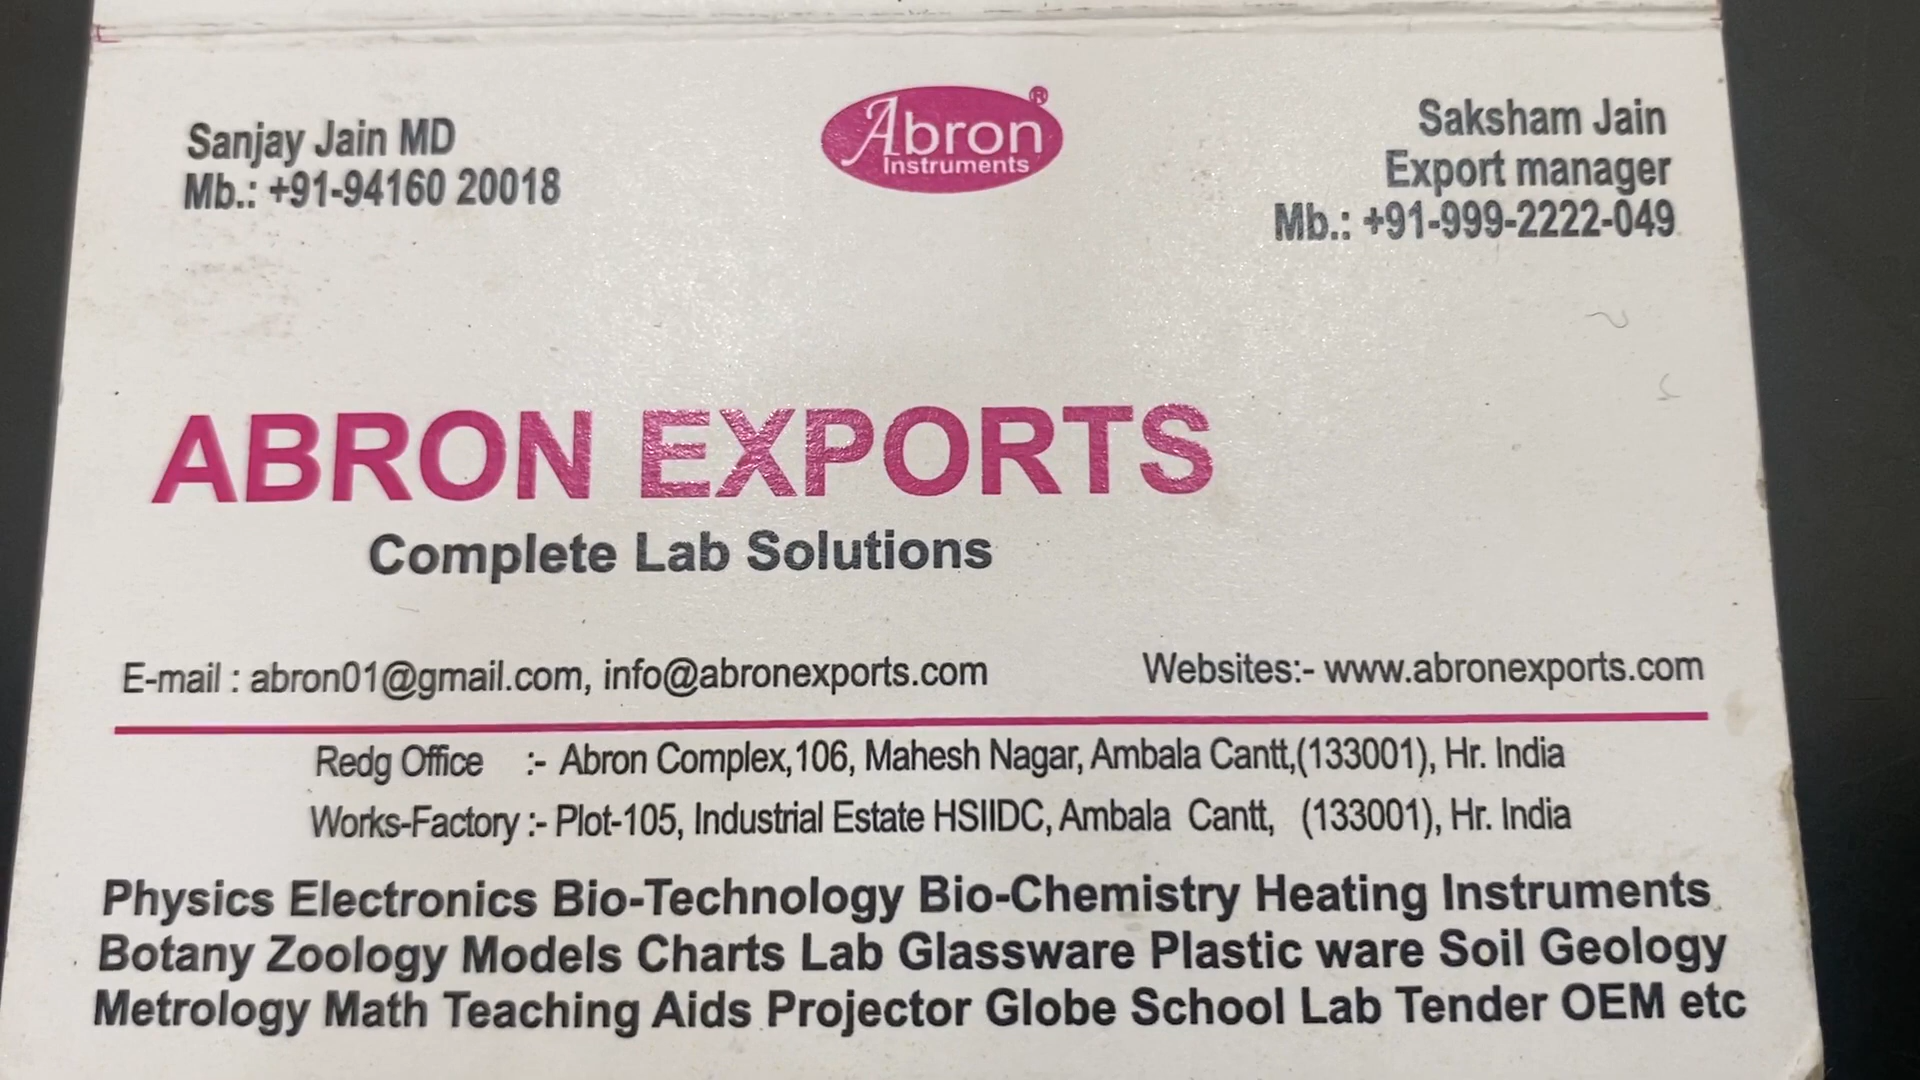 Sanjay Jain MD
Mb.: +91-94160 20018
Abron®
Instruments
Saksham Jain
Export manager
Mb.: +91-999-2222-049
ABRON EXPORTS
Complete Lab Solutions
E-mail : abron01@gmail.com, info@abronexports.com
Websites:- www.abronexports.com
Redg Office :- Abron Complex,106, Mahesh Nagar, Ambala Cantt,(133001), Hr. India
Works-Factory :- Plot-105, Industrial Estate HSIIDC, Ambala Cantt, (133001), Hr. India
Physics Electronics Bio-Technology Bio-Chemistry Heating Instruments
Botany Zoology Models Charts Lab Glassware Plastic ware Soil Geology
Metrology Math Teaching Aids Projector Globe School Lab Tender OEM etc